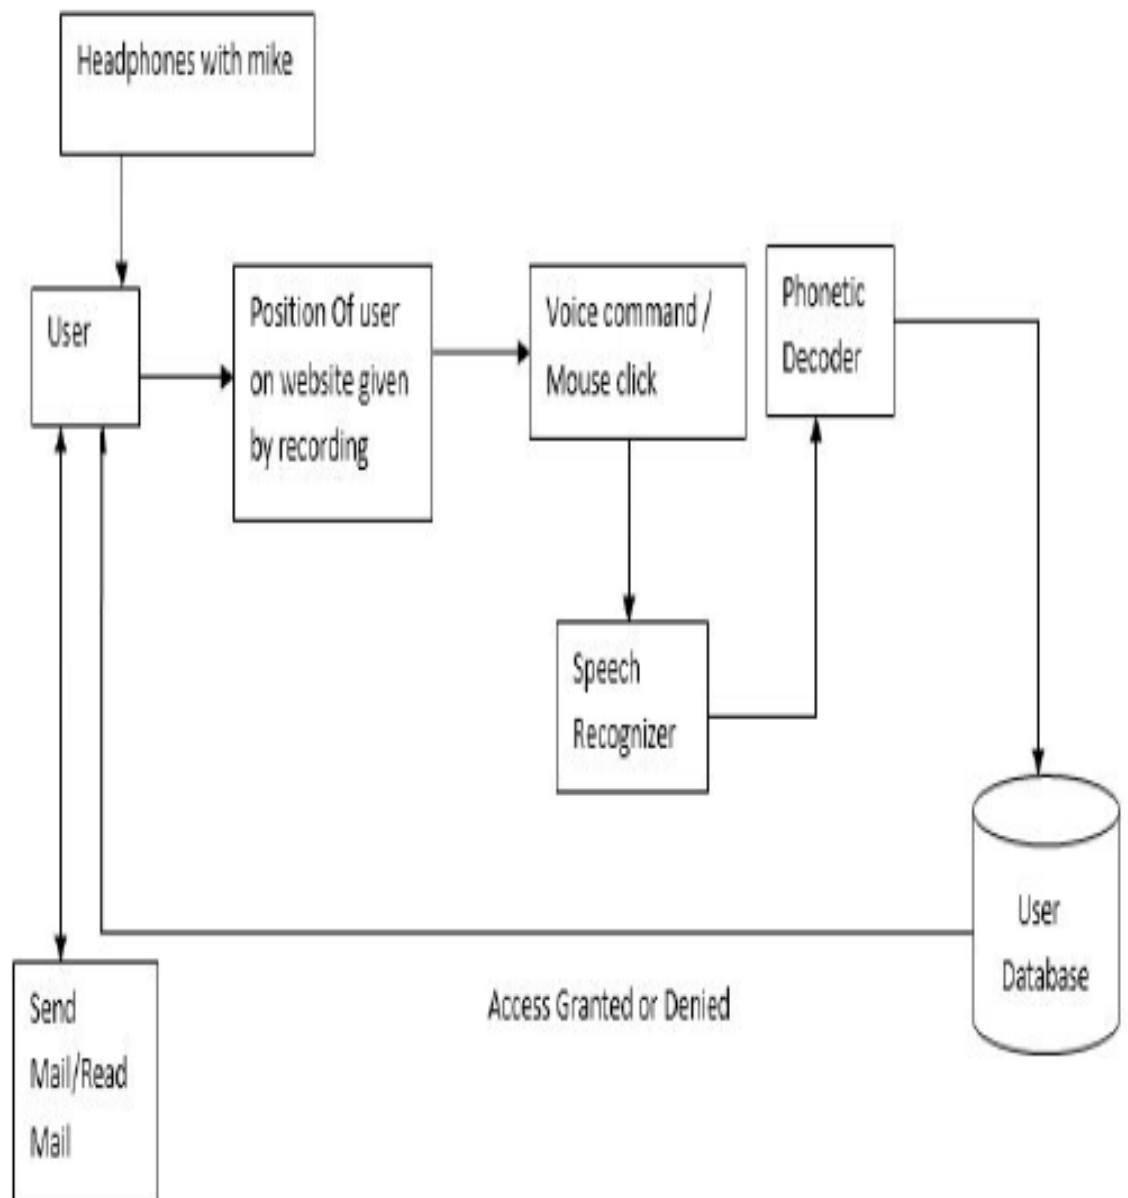 Headphones with mike
User
Position Of user
on website given
by recording
Voice command /
Mouse click
Phonetic
Decoder
Speech
Recognizer
User
Database
Access Granted or Denied
Send
Mail/Read
Mail